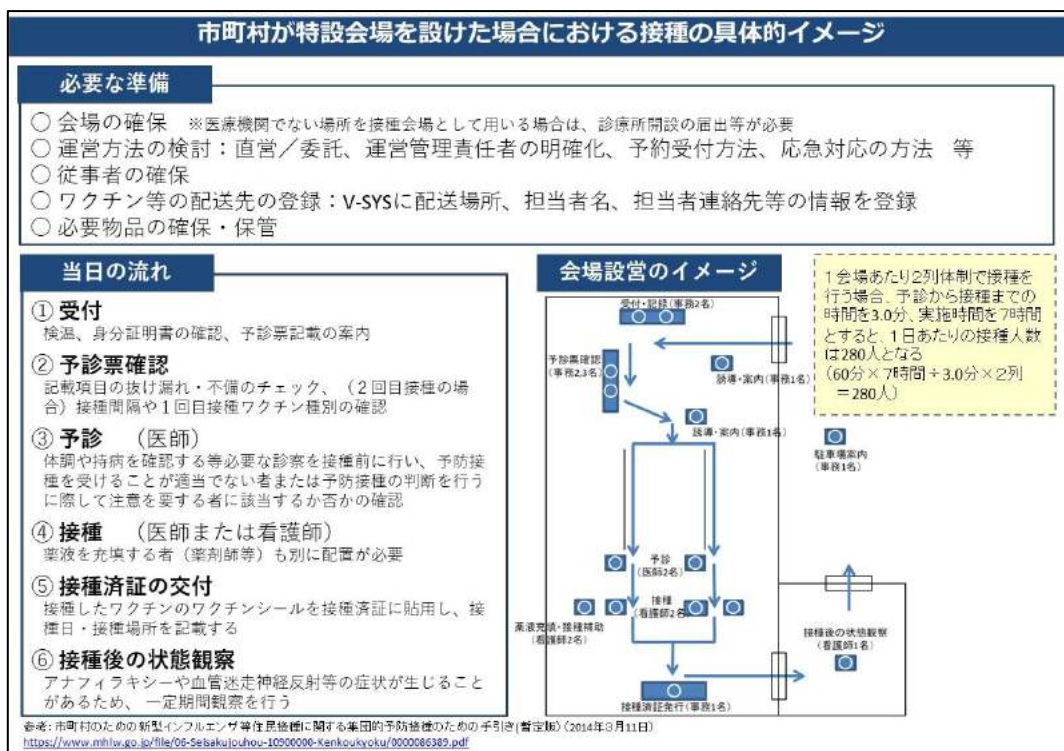 市町村が特設会場を設けた場合における接種の具体的イメージ
必要な準備
○ 会場の確保 ※医療機関でない場所を接種会場として用いる場合は、診療所開設の届出等が必要
○ 運営方法の検討：直営／委託、運営管理責任者の明確化、予約受付方法、応急対応の方法 等
○ 従事者の確保
○ ワクチン等の配送先の登録：V-SYSに配送場所、担当者名、担当者連絡先等の情報を登録
○ 必要物品の確保・保管
当日の流れ
① 受付
検温、身分証明書の確認、予診票記載の案内
② 予診票確認
記載項目の抜け漏れ・不備のチェック、（２回目接種の場
合）接種間隔や１回目接種ワクチン種別の確認
③ 予診 （医師）
体調や持病を確認する等必要な診察を接種前に行い、予防接
種を受けることが適当でない者または予防接種の判断を行う
に際して注意を要する者に該当するか否かの確認
④ 接種 （医師または看護師）
薬液を充填する者（薬剤師等）も別に配置が必要
⑤ 接種済証の交付
接種したワクチンのワクチンシールを接種済証に貼用し、接
種日・接種場所を記載する
⑥ 接種後の状態観察
アナフィラキシーや血管迷走神経反射等の症状が生じること
があるため、一定期間観察を行う
会場設営のイメージ
受付・記録(事務2名)
予診票確認
(事務2,3名)
誘導・案内(事務1名)
誘導・案内(事務1名)
駐車場案内
(事務1名)
予診
(医師2名)
接種
(看護師2名)
薬液充填・接種補助
(看護師2名)
接種後の状態観察
(看護師1名)
接種済証発行(事務1名)
１会場あたり２列体制で接種を
行う場合、予診から接種までの
時間を3.0分、実施時間を7時間
とすると、１日あたりの接種人数
は280人となる
(60分×7時間÷3.0分×2列
＝280人)
参考：市町村のための新型インフルエンザ等住民接種に関する集団的予防接種のための手引き(暫定版)（2014年3月11日）
https://www.mhlw.go.jp/file/06-Seisakujouhou-10900000-Kenkoukyoku/0000086389.pdf